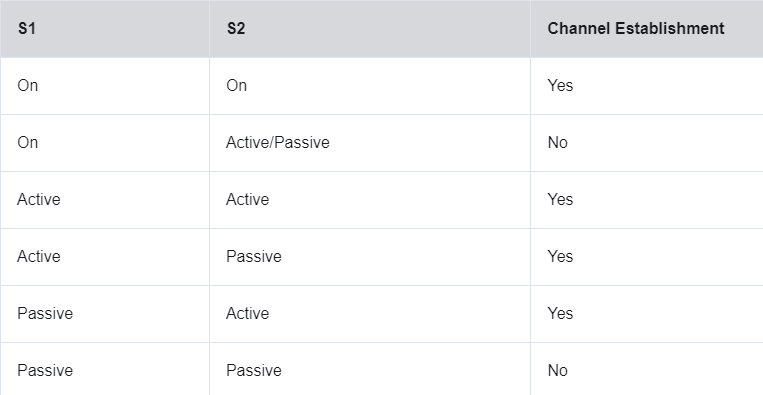 S1 S2 Channel Establishment
On On Yes
On Active/Passive No
Active Active Yes
Active Passive Yes
Passive Active Yes
Passive Passive No